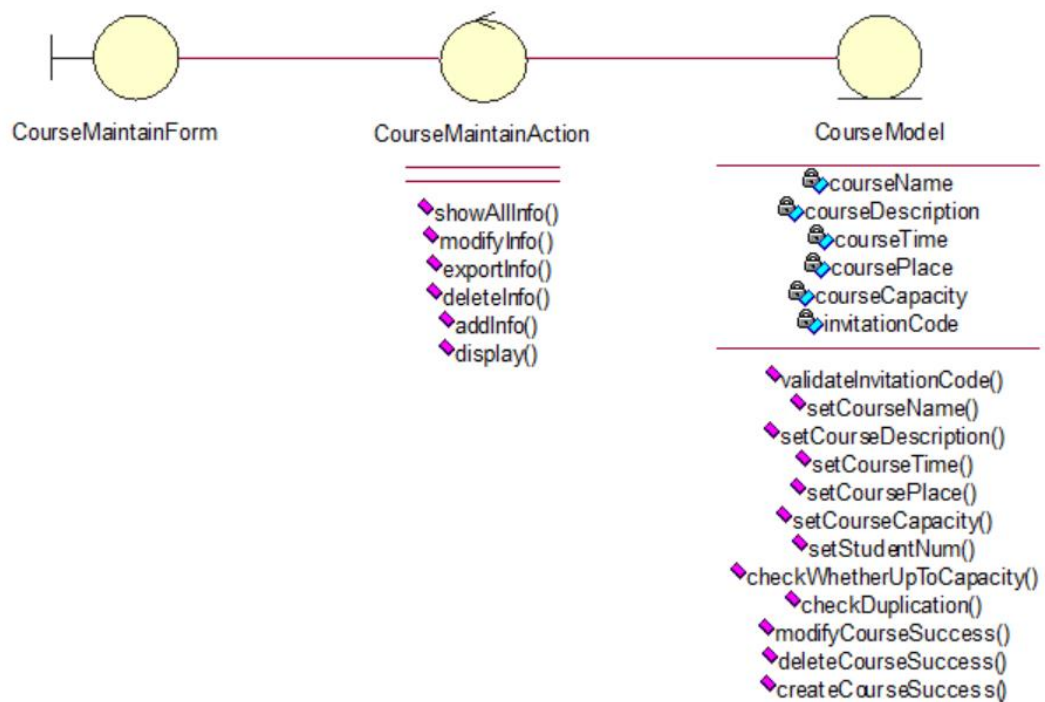 CourseMaintainForm
CourseMaintainAction
CourseModel
showAllInfo()
modifyInfo()
exportInfo()
deleteInfo()
addInfo()
display()
courseName
courseDescription
courseTime
coursePlace
courseCapacity
invitationCode
validateInvitationCode()
setCourseName()
setCourseDescription()
setCourseTime()
setCoursePlace()
setCourseCapacity()
setStudentNum()
checkWhetherUpToCapacity()
checkDuplication()
modifyCourseSuccess()
deleteCourseSuccess()
createCourseSuccess()